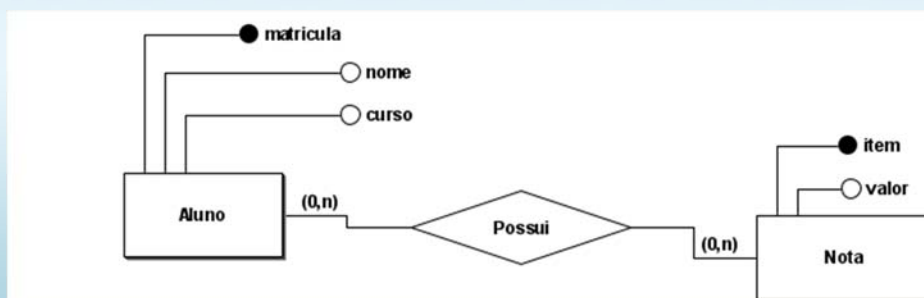 matricula
nome
curso
item
valor
Aluno
(0,n)
Possui
(0,n)
Nota